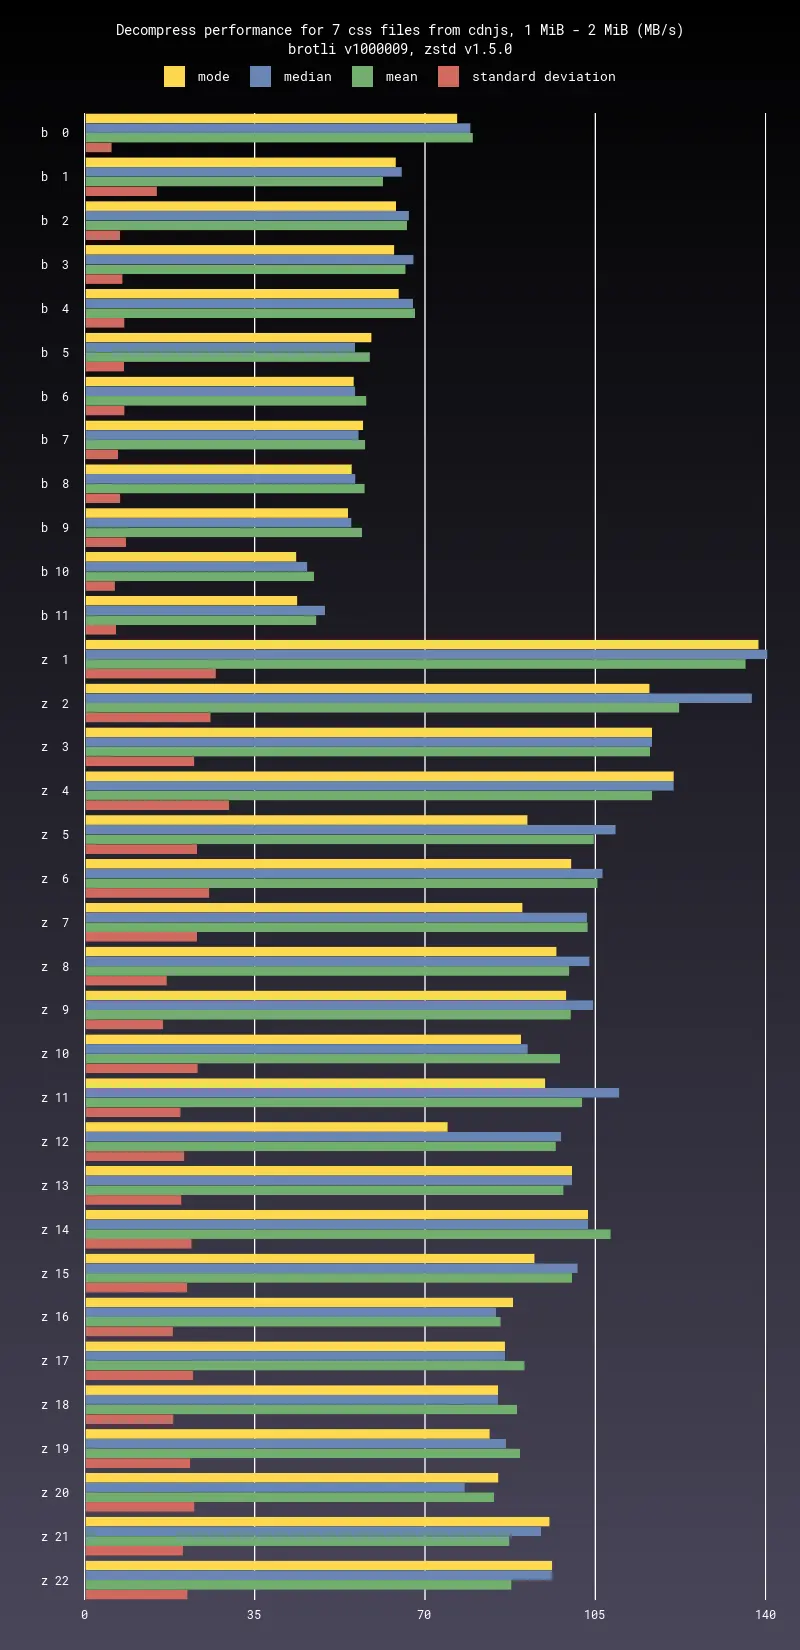 Decompress performance for 7 css files from cdnjs, 1 MiB - 2 MiB (MB/s)
brotli v1000009, zstd v1.5.0
mode median mean standard deviation
b 0
b 1
b 2
b 3
b 4
b 5
b 6
b 7
b 8
b 9
b 10
b 11
z 1
z 2
z 3
z 4
z 5
z 6
z 7
z 8
z 9
z 10
z 11
z 12
z 13
z 14
z 15
z 16
z 17
z 18
z 19
z 20
z 21
z 22
0 35 70 105 140